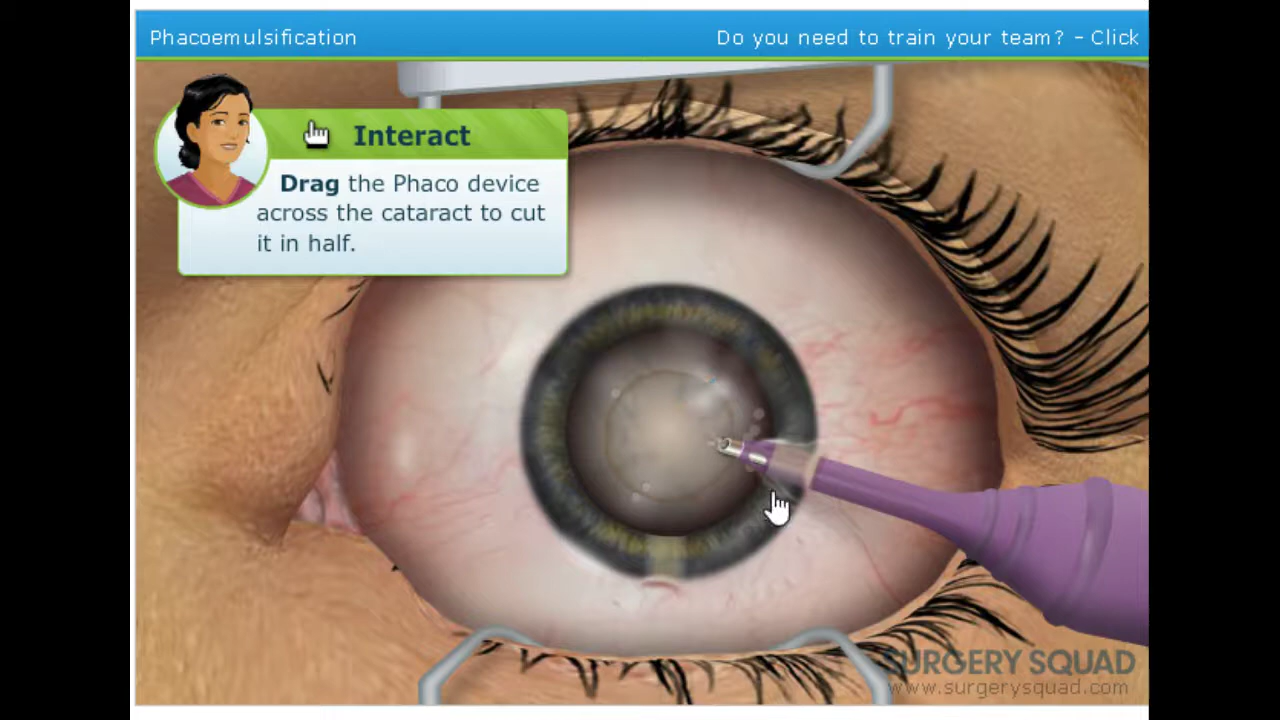 Phacoemulsification
Do you need to train your team? – Click
Interact
Drag the Phaco device
across the cataract to cut
it in half.
SURGERY SQUAD
www.surgerysquad.com